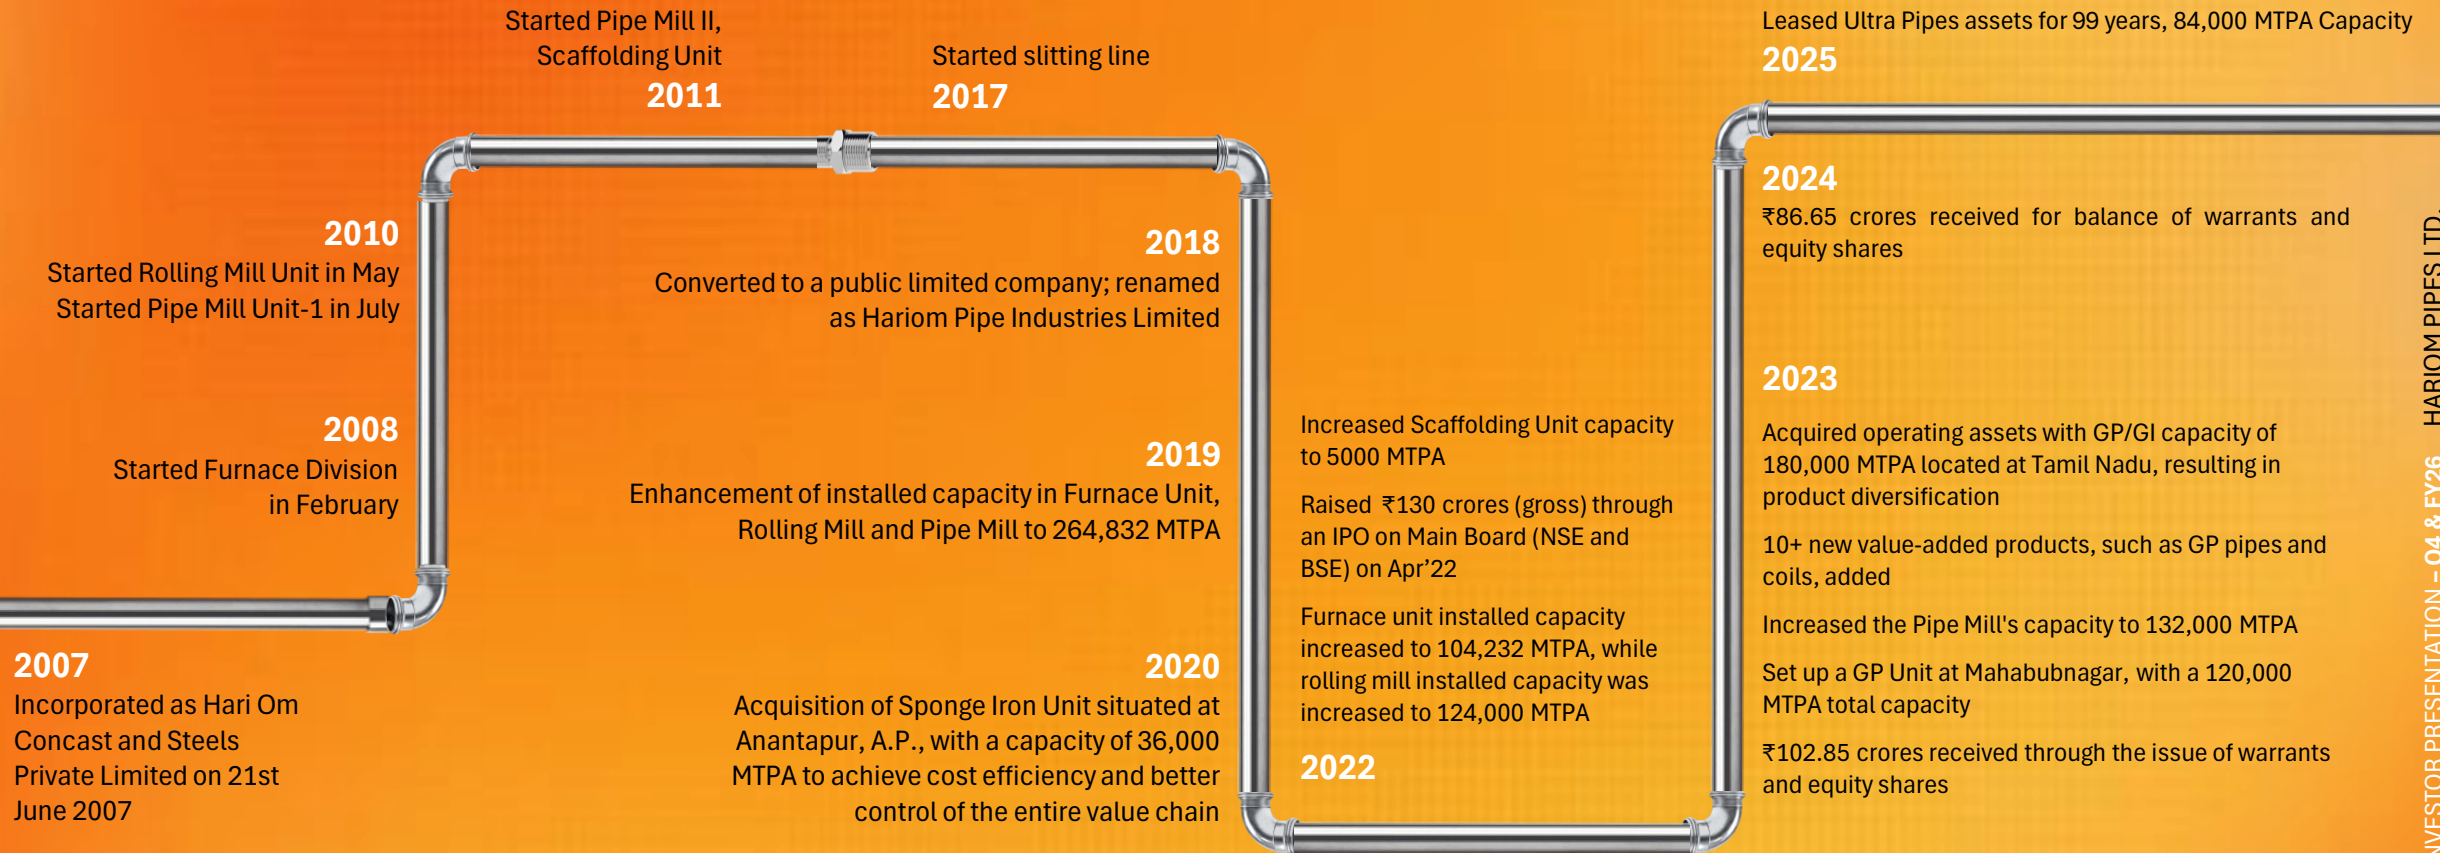 2007
Incorporated as Hari Om
Concast and Steels
Private Limited on 21st
June 2007
2008
Started Furnace Division
in February
2010
Started Rolling Mill Unit in May
Started Pipe Mill Unit-1 in July
Started Pipe Mill II,
Scaffolding Unit
2011
Started slitting line
2017
2018
Converted to a public limited company; renamed
as Hariom Pipe Industries Limited
2019
Enhancement of installed capacity in Furnace Unit,
Rolling Mill and Pipe Mill to 264,832 MTPA
2020
Acquisition of Sponge Iron Unit situated at
Anantapur, A.P., with a capacity of 36,000
MTPA to achieve cost efficiency and better
control of the entire value chain
Increased Scaffolding Unit capacity
to 5000 MTPA
Raised ₹130 crores (gross) through
an IPO on Main Board (NSE and
BSE) on Apr’22
Furnace unit installed capacity
increased to 104,232 MTPA, while
rolling mill installed capacity was
increased to 124,000 MTPA
2022
2023
Acquired operating assets with GP/GI capacity of
180,000 MTPA located at Tamil Nadu, resulting in
product diversification
10+ new value-added products, such as GP pipes and
coils, added
Increased the Pipe Mill's capacity to 132,000 MTPA
Set up a GP Unit at Mahabubnagar, with a 120,000
MTPA total capacity
₹102.85 crores received through the issue of warrants
and equity shares
2024
₹86.65 crores received for balance of warrants and
equity shares
Leased Ultra Pipes assets for 99 years, 84,000 MTPA Capacity
2025
INVESTOR PRESENTATION – Q4 & FY26 HARIOM PIPES LTD.